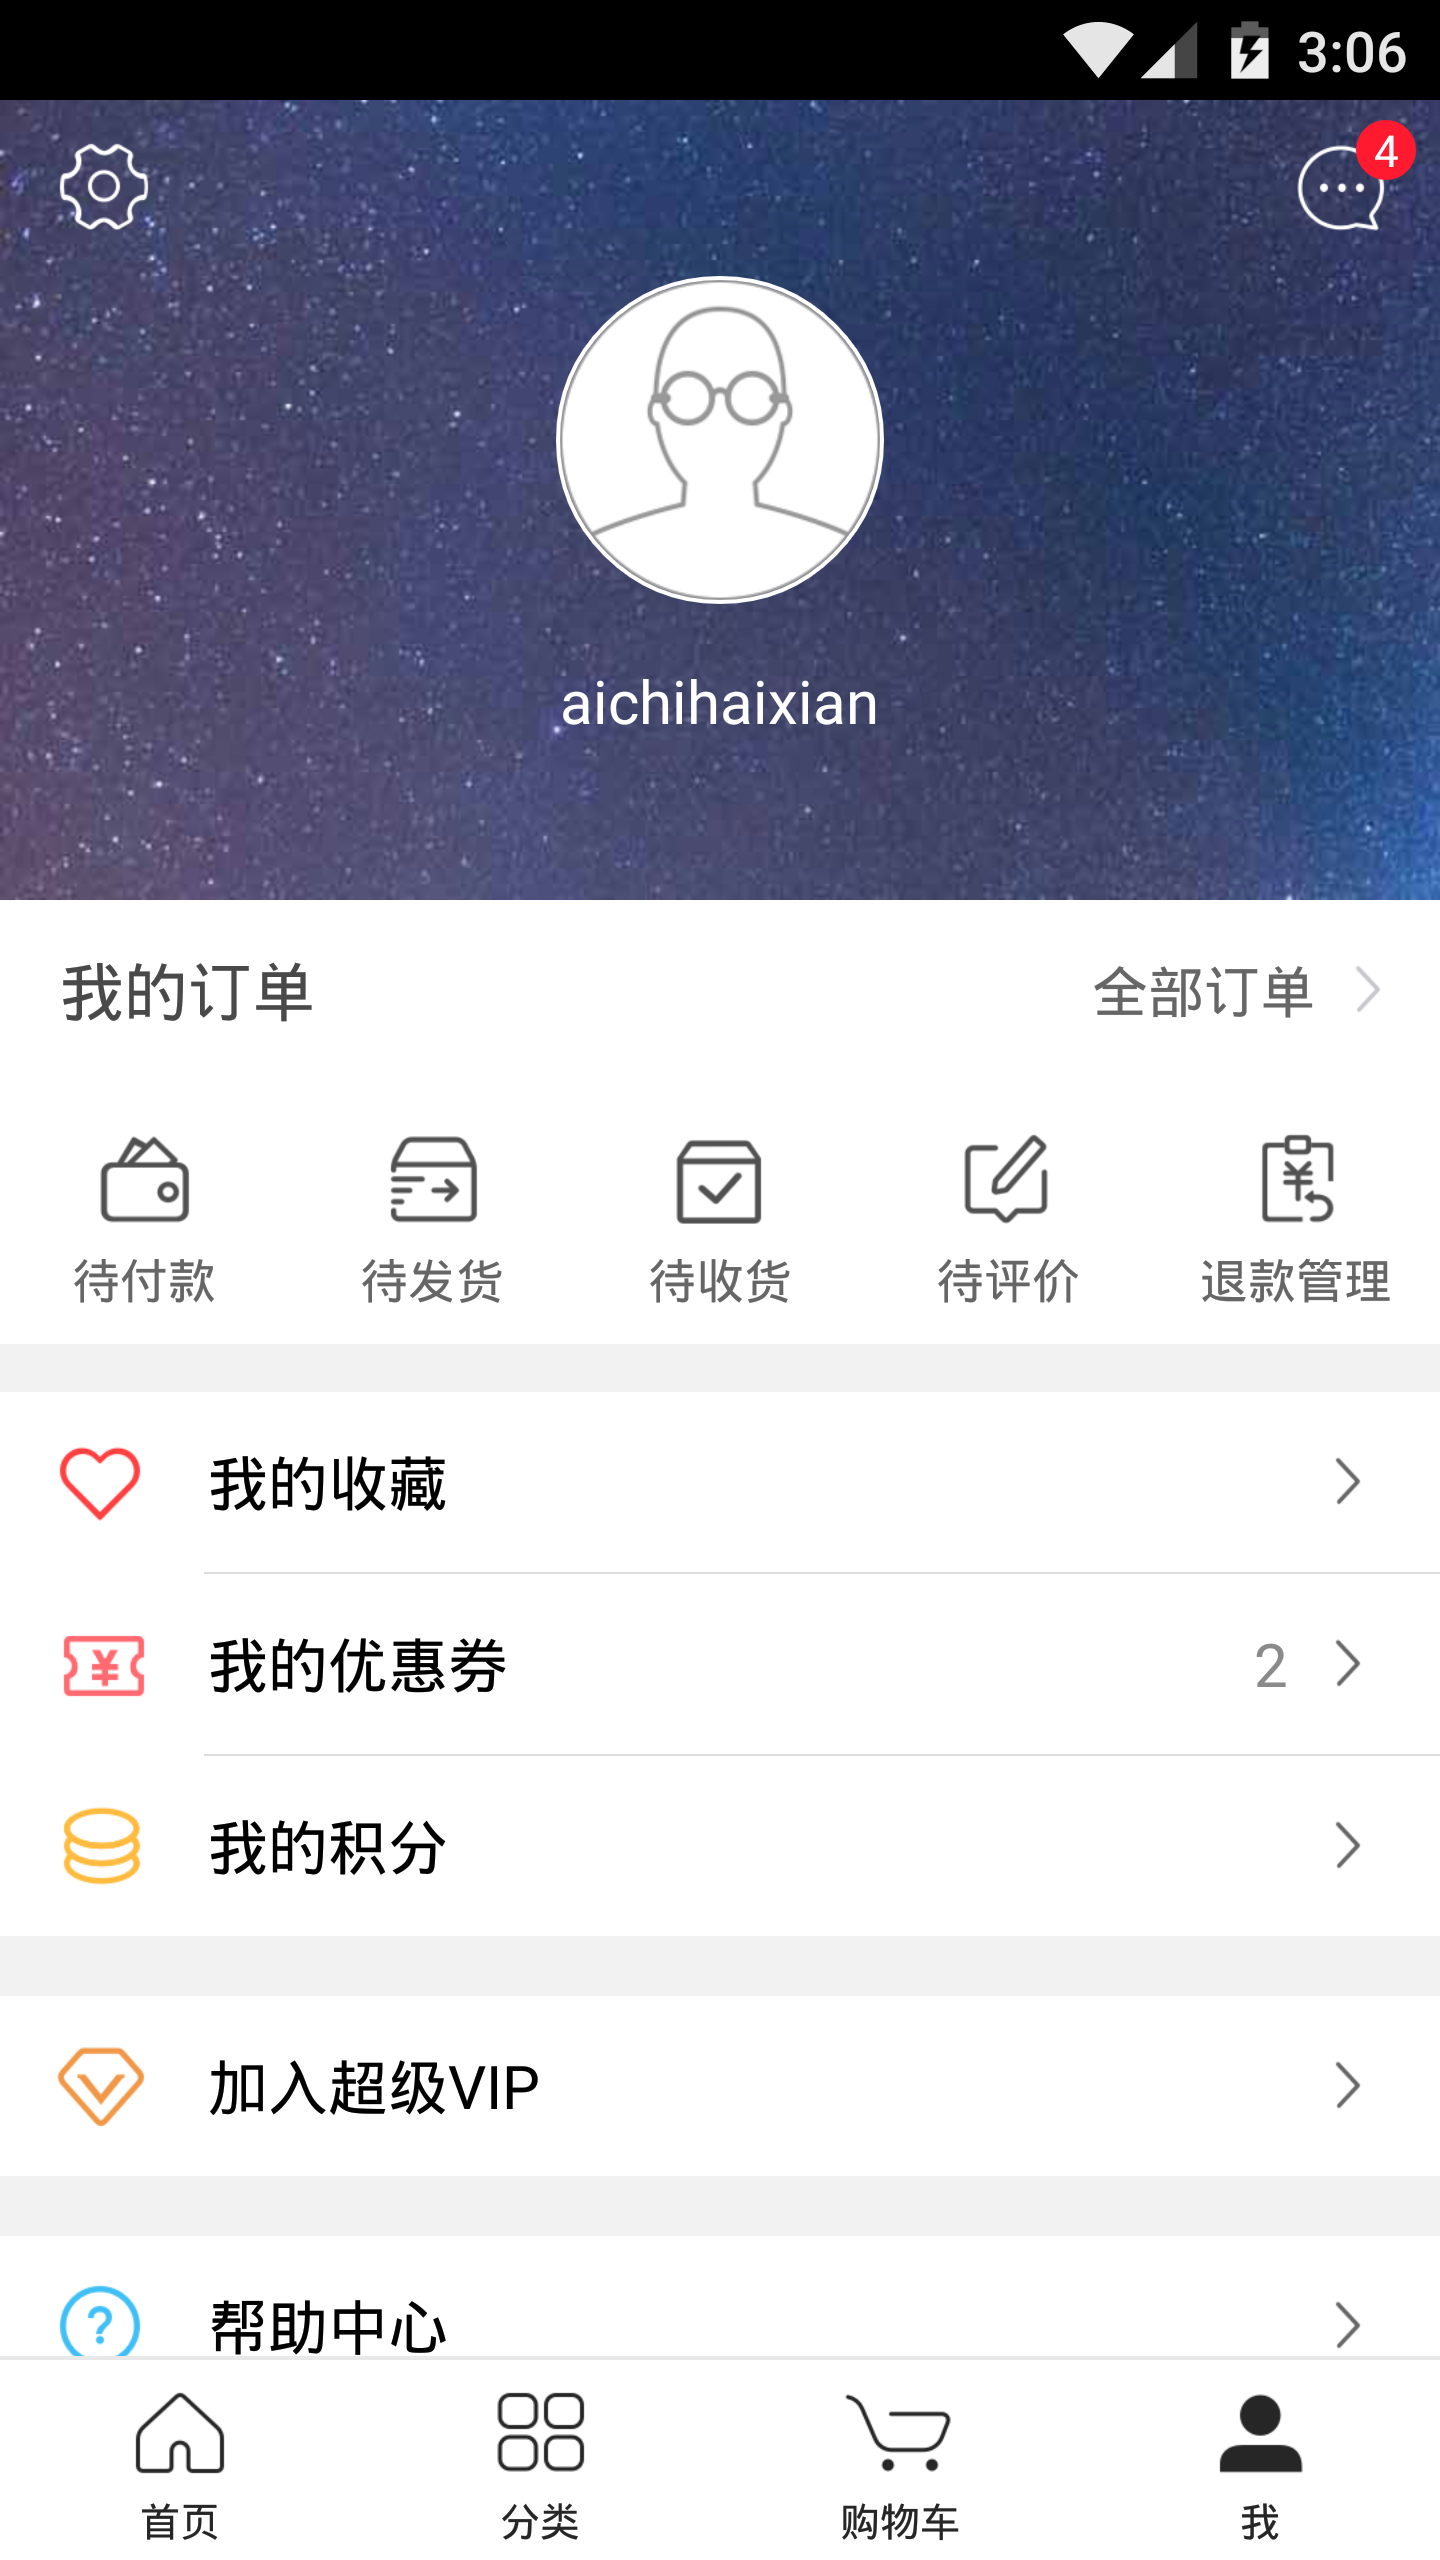 3:06
4
aichihaixian
我的订单 全部订单
待付款 待发货 待收货 待评价 退款管理
我的收藏
我的优惠券 2
我的积分
加入超级VIP
帮助中心
首页 分类 购物车 我